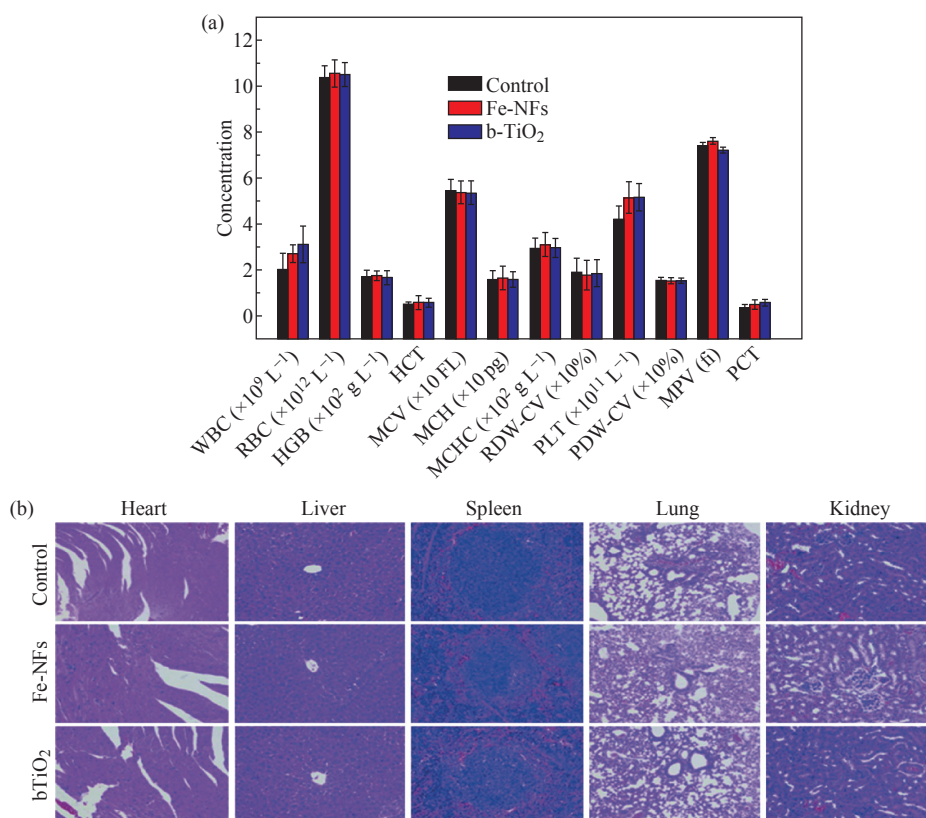 (a)
12
10
8
6
4
2
0
Concentration
Control
Fe-NFs
b-TiO₂
WBC (×10⁹ L⁻¹)
RBC (×10¹² L⁻¹)
HGB (×10² g L⁻¹)
HCT
MCV (×10 FL)
MCH (×10 pg)
MCHC (×10² g L⁻¹)
RDW-CV (×10%)
PLT (×10¹¹ L⁻¹)
PDW-CV (×10%)
MPV (fi)
PCT
(b)
Heart Liver Spleen Lung Kidney
Control
Fe-NFs
bTiO₂